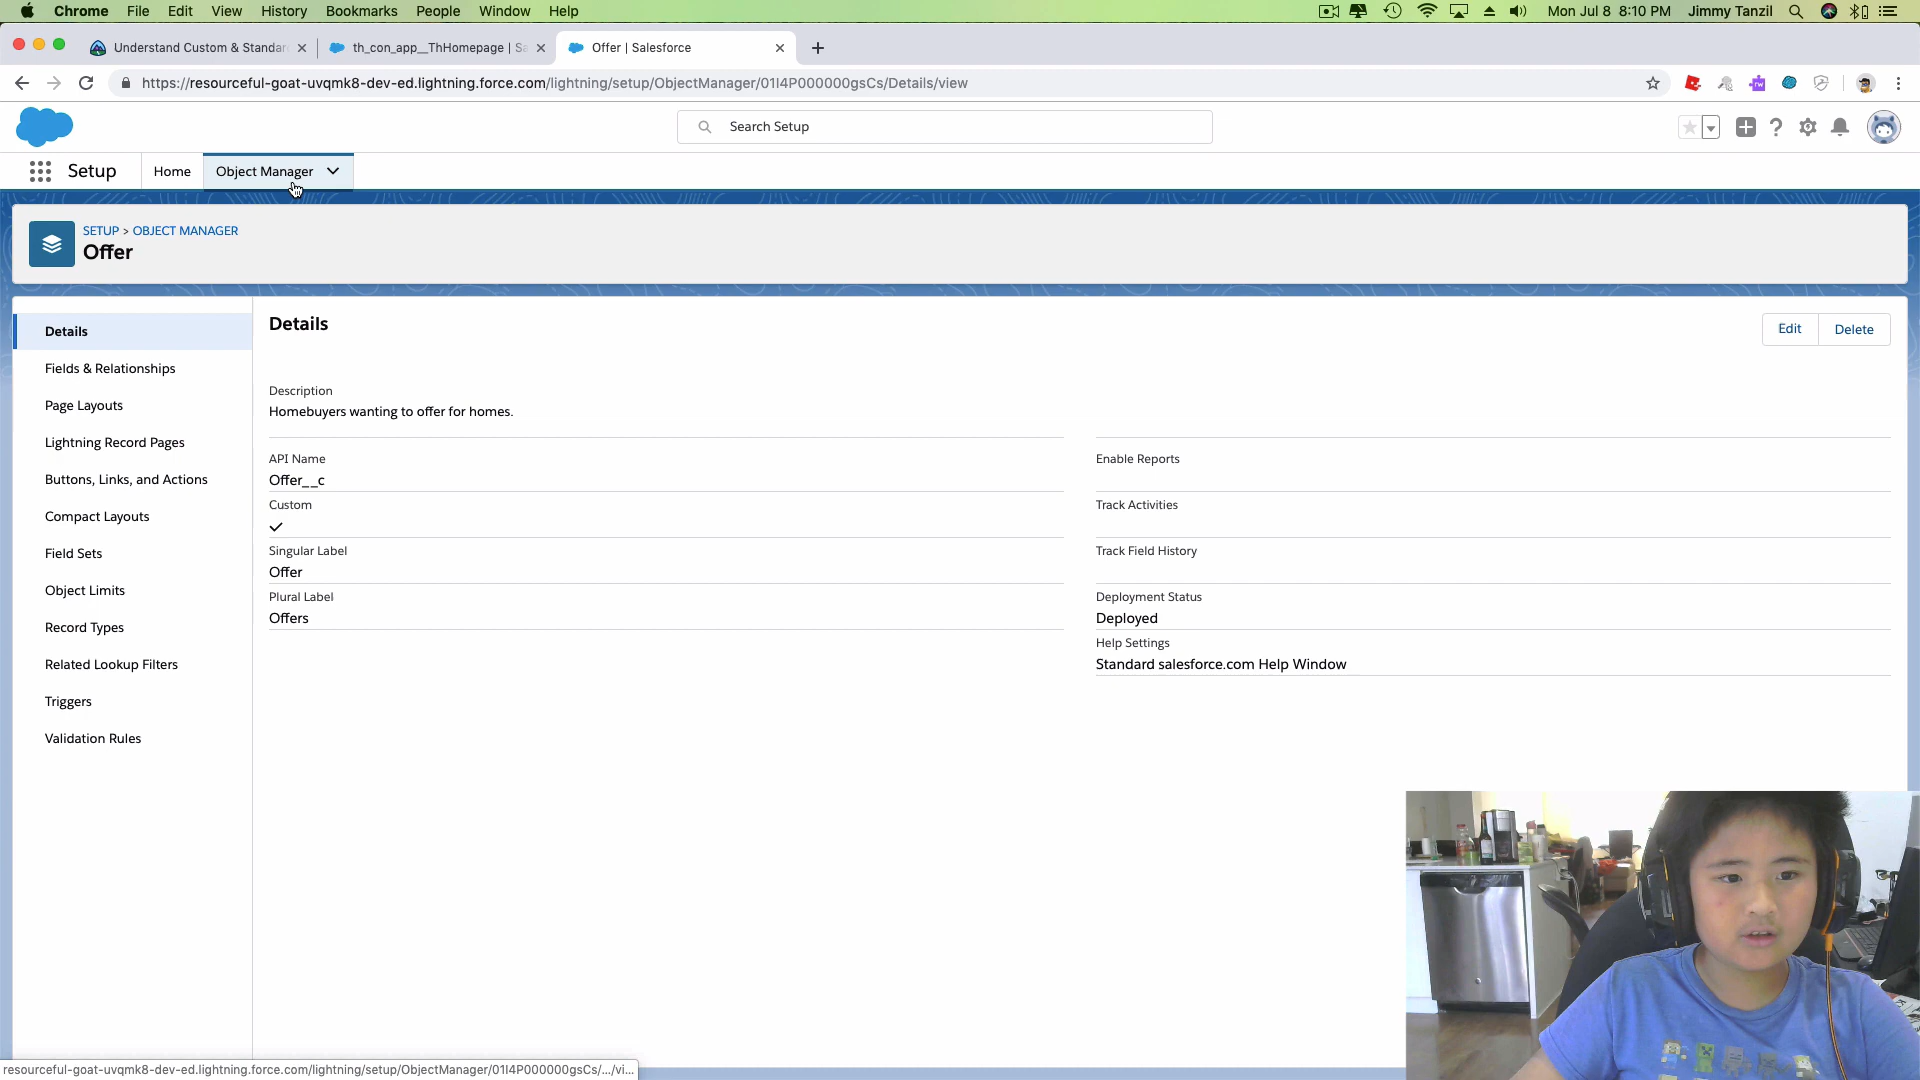 Chrome File Edit View History Bookmarks People Window Help
Mon Jul 8 8:10 PM Jimmy Tanzil
Understand Custom & Standar
th_con_app__ThHomepage | Sa
Offer | Salesforce
https://resourceful-goat-uvqmk8-dev-ed.lightning.force.com/lightning/setup/ObjectManager/01I4P000000gsCs/Details/view
rw
Search Setup
Setup
Home
Object Manager
SETUP > OBJECT MANAGER
Offer
Details
Fields & Relationships
Page Layouts
Lightning Record Pages
Buttons, Links, and Actions
Compact Layouts
Field Sets
Object Limits
Record Types
Related Lookup Filters
Triggers
Validation Rules
Details
Edit
Delete
Description
Homebuyers wanting to offer for homes.
API Name
Offer__c
Custom
Singular Label
Offer
Plural Label
Offers
Enable Reports
Track Activities
Track Field History
Deployment Status
Deployed
Help Settings
Standard salesforce.com Help Window
resourceful-goat-uvqmk8-dev-ed.lightning.force.com/lightning/setup/ObjectManager/01I4P000000gsCs/.../vi...